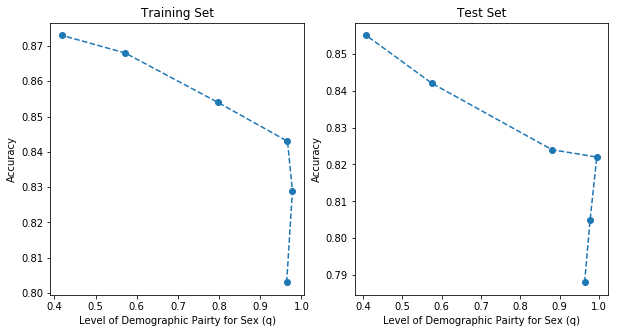 Training Set
0.87
0.86
0.85
0.84
0.83
0.82
0.81
0.80
Accuracy
0.4 0.5 0.6 0.7 0.8 0.9 1.0
Level of Demographic Pairty for Sex (q)
Test Set
0.85
0.84
0.83
0.82
0.81
0.80
0.79
Accuracy
0.4 0.5 0.6 0.7 0.8 0.9 1.0
Level of Demographic Pairty for Sex (q)